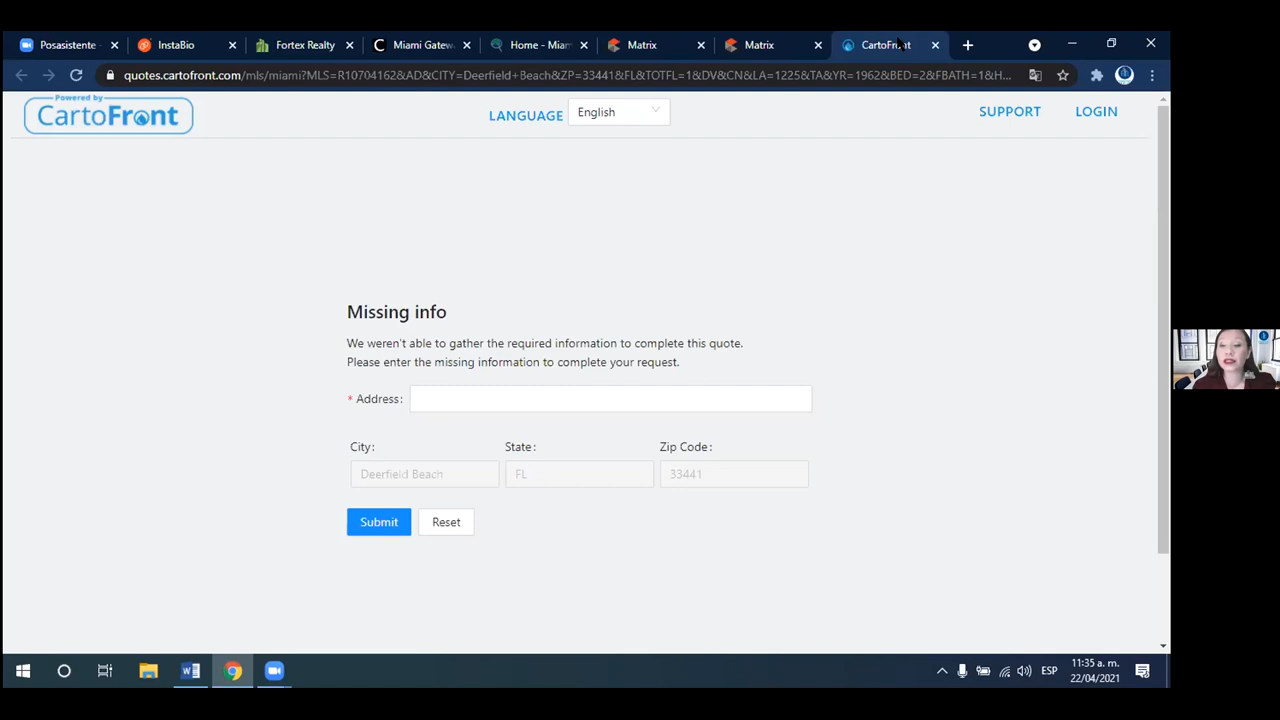 Posasistente
InstaBio
Fortex Realty
Miami Gatew
Home - Miam
Matrix
Matrix
CartoFront
quotes.cartofront.com/mls/miami?MLS=R10704162&AD&CITY=Deerfield+Beach&ZP=33441&FL&TOTFL=1&DV&CN&LA=1225&TA&YR=1962&BED=2&FBATH=1&H...
Powered by
CartoFront
LANGUAGE
English
SUPPORT
LOGIN
Missing info
We weren't able to gather the required information to complete this quote.
Please enter the missing information to complete your request.
* Address:
City:
State:
Zip Code:
Deerfield Beach
FL
33441
Submit
Reset
ESP
11:35 a. m.
22/04/2021